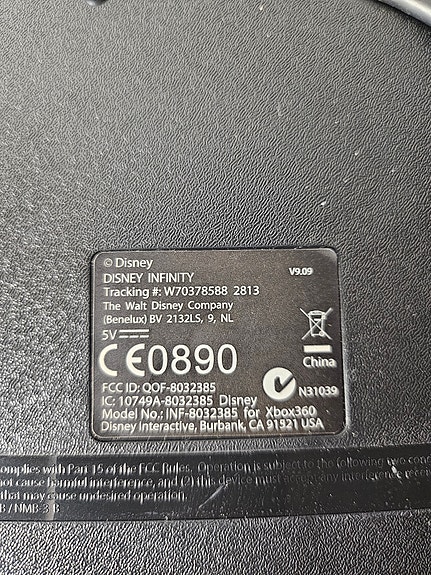 © Disney
DISNEY INFINITY
V9.09
Tracking #: W70378588 2813
The Walt Disney Company
(Benelux) BV 2132LS, 9, NL
5V
CE0890
China
FCC ID: QOF-8032385
IC: 10749A-8032385 Disney
N31039
Model No.: INF-8032385 for Xbox360
Disney Interactive, Burbank, CA 91521 USA
omplies with Part 15 of the FCC Rules. Operation is subject to the following two con
not cause harmful interference, and (2) this device must accept any interference recei
that may cause undesired operation.
B / NMB-3 B